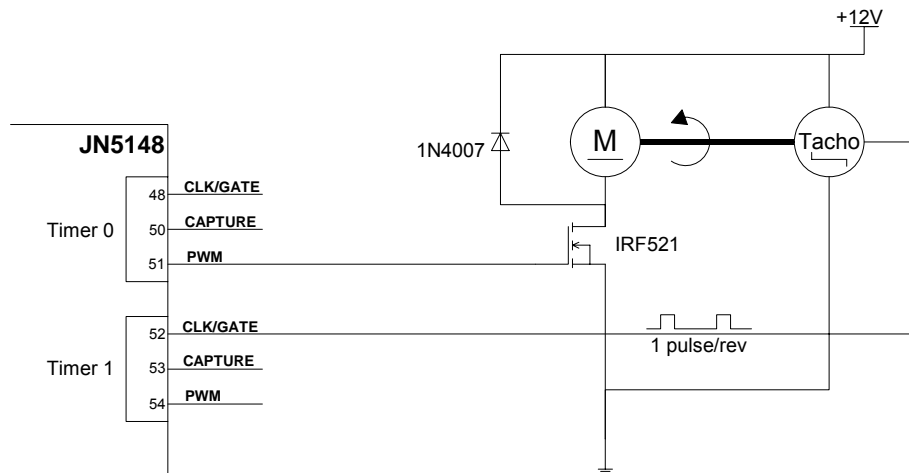 +12V
JN5148
1N4007
M
Tacho
48 CLK/GATE
Timer 0
50 CAPTURE
51 PWM
IRF521
52 CLK/GATE
1 pulse/rev
Timer 1
53 CAPTURE
54 PWM